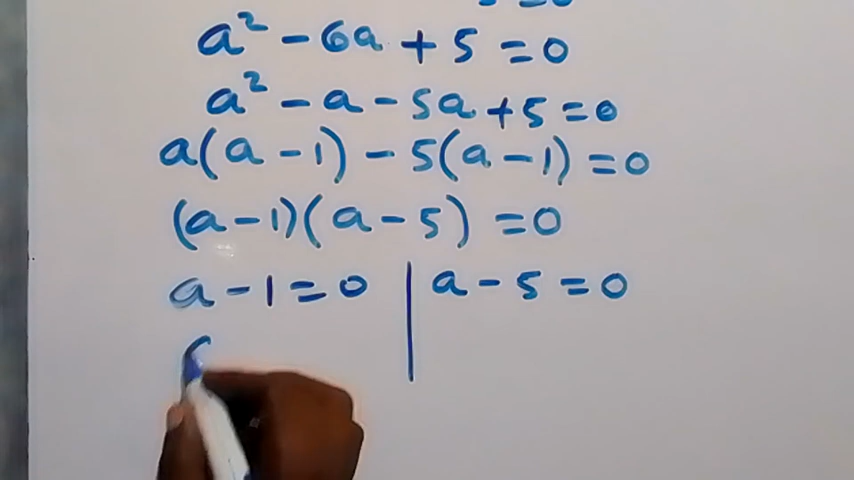 a² - 6a + 5 = 0
a² - a - 5a + 5 = 0
a(a - 1) - 5(a - 1) = 0
(a - 1)(a - 5) = 0
a - 1 = 0 | a - 5 = 0